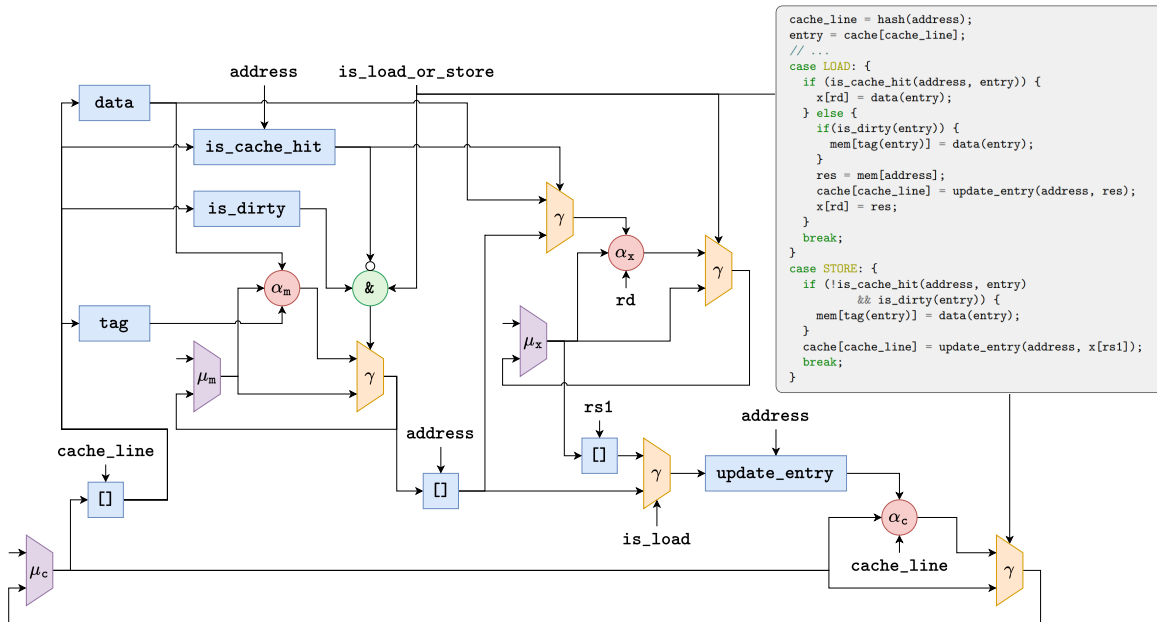 cache_line = hash(address);
entry = cache[cache_line];
// ...
case LOAD: {
if (is_cache_hit(address, entry)) {
x[rd] = data(entry);
} else {
if(is_dirty(entry)) {
mem[tag(entry)] = data(entry);
}
res = mem[address];
cache[cache_line] = update_entry(address, res);
x[rd] = res;
}
break;
}
case STORE: {
if (!is_cache_hit(address, entry)
&& is_dirty(entry)) {
mem[tag(entry)] = data(entry);
}
cache[cache_line] = update_entry(address, x[rs1]);
break;
}
address
is_load_or_store
data
is_cache_hit
is_dirty
γ
αₓ
γ
αₘ
&
rd
tag
μₓ
μₘ
γ
rs1
address
address
cache_line
[]
γ
update_entry
[]
[]
α_c
is_load
cache_line
μ_c
γ